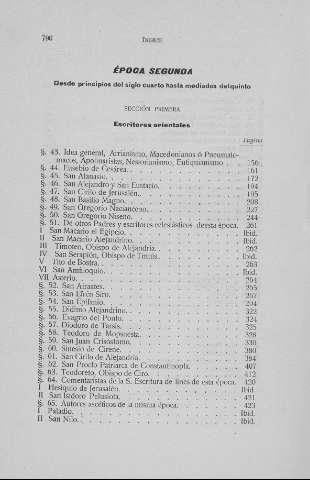 796 ÍNDICE
ÉPOCA SEGUNDA
Desde principios del siglo cuarto hasta mediados delquinto
SECCIÓN PRIMERA
Escritores orientales
Página
§. 43. Idea general, Arrianismo, Macedonianos ó Pneumato-
macos, Apolinaristas, Nestorianismo, Eutiquianismo . . 156
§. 44. Eusebio de Cesárea. . 161
§. 45. San Atanasio. . 172
§. 46. San Alejandro y San Eustacio. . 194
§. 47. San Cirilo de Jerusalén. . 195
§. 48. San Basilio Magno. . 208
§. 49. San Gregorio Nacianceno. . 227
§. 50. San Gregorio Niseno. . 244
§. 51. De otros Padres y escritores eclesiásticos de esta época. 261
I San Macario el Egipcio. . Ibid.
II San Macario Alejandrino. . Ibid.
III Timoteo, Obispo de Alejandría. . 262
IV San Serapión, Obispo de Tmuis. . Ibid.
V Tito de Bostra. . 263
VI San Amfiloquio. . Ibid.
VII Asterio. . 264
§. 52. San Atrastes. . 265
§. 53. San Efrén Siro. . 267
§. 54. San Epifanio. . 294
§. 55. Dídimo Alejandrino. . 322
§. 56. Evagrio del Ponto. . 324
§. 57. Diodoro de Tarsis. . 325
§. 58. Teodoro de Mopsuesta. . 328
§. 59. San Juan Crisóstomo. . 330
§. 60. Sinesio de Cirene. . 380
§. 61. San Cirilo de Alejandría. . 384
§. 62. San Proclo Patriarca de Constantinopla. . 407
§. 63. Teodoreto, Obispo de Ciro. . 412
§. 64. Comentaristas de la S. Escritura de fines de esta época. 420
I Hesiquio de Jerusalén. . Ibid.
II San Isidoro Pelusiota. . 421
§. 65. Autores ascéticos de la misma época. . 423
I Paladio. . Ibid.
II San Nilo. . Ibid.